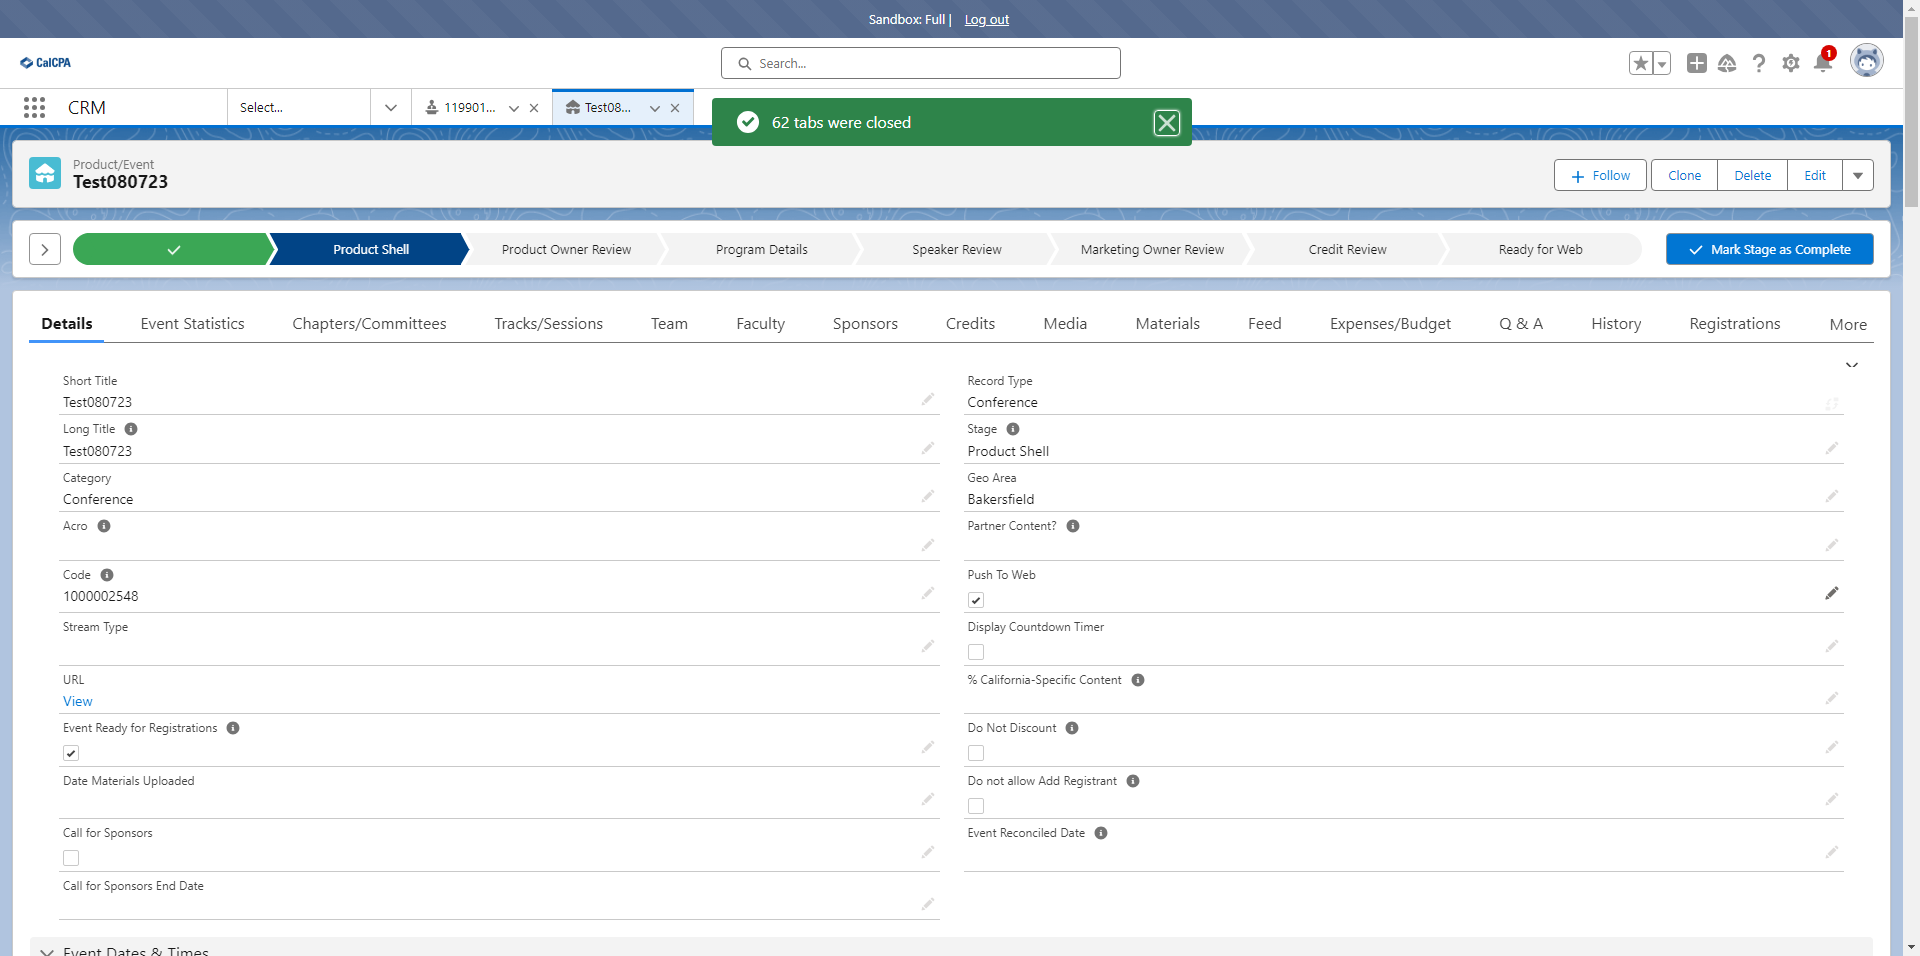 Sandbox: Full | Log out
CalCPA
Search...
1
CRM
Select...
119901...
Test08...
62 tabs were closed
Product/Event
Test080723
Follow
Clone
Delete
Edit
Product Shell
Product Owner Review
Program Details
Speaker Review
Marketing Owner Review
Credit Review
Ready for Web
Mark Stage as Complete
Details
Event Statistics
Chapters/Committees
Tracks/Sessions
Team
Faculty
Sponsors
Credits
Media
Materials
Feed
Expenses/Budget
Q & A
History
Registrations
More
Short Title
Test080723
Record Type
Conference
Long Title
Test080723
Stage
Product Shell
Category
Conference
Geo Area
Bakersfield
Acro
Partner Content?
Code
1000002548
Push To Web
Stream Type
Display Countdown Timer
URL
View
% California-Specific Content
Event Ready for Registrations
Do Not Discount
Date Materials Uploaded
Do not allow Add Registrant
Call for Sponsors
Event Reconciled Date
Call for Sponsors End Date
Event Dates & Times